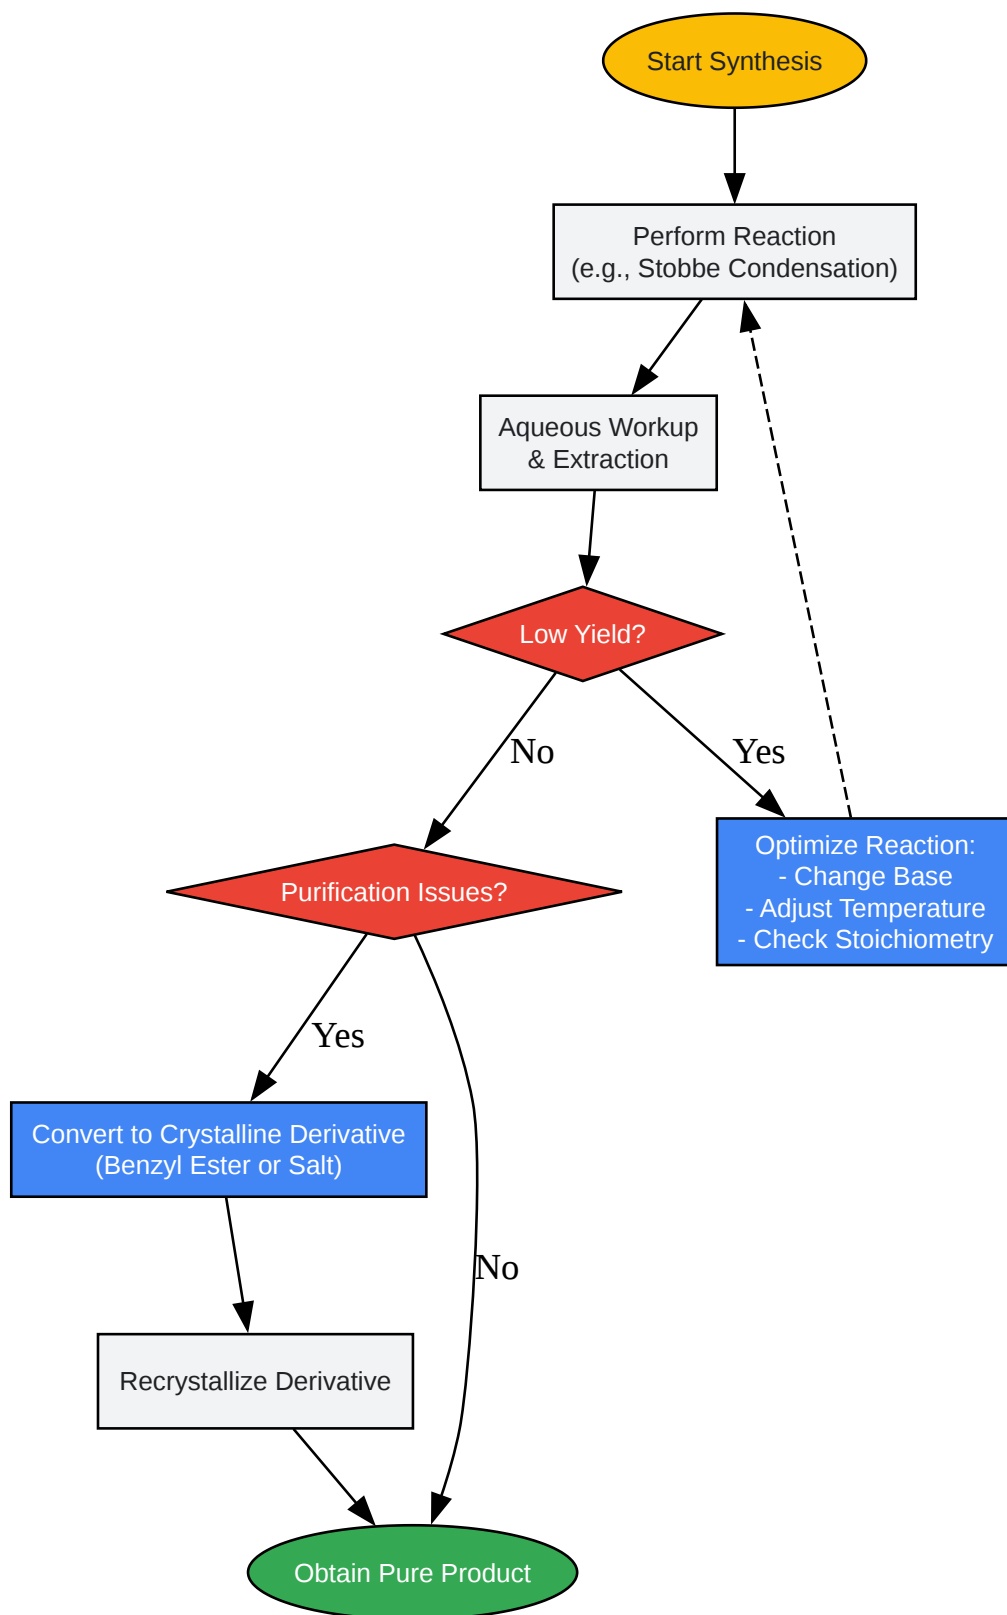 Start Synthesis
Perform Reaction
(e.g., Stobbe Condensation)
Aqueous Workup
& Extraction
Low Yield?
No
Yes
Optimize Reaction:
- Change Base
- Adjust Temperature
- Check Stoichiometry
Purification Issues?
Yes
Convert to Crystalline Derivative
(Benzyl Ester or Salt)
No
Recrystallize Derivative
Obtain Pure Product